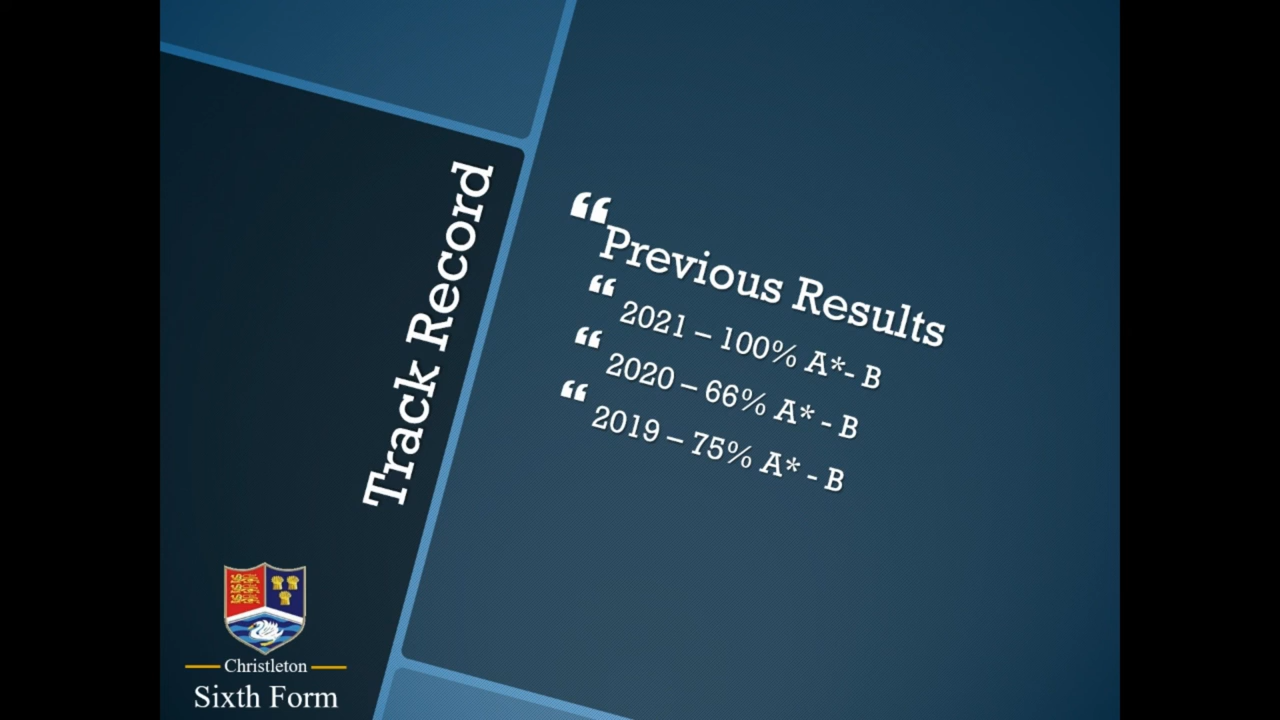 Track Record
Previous Results
2021 – 100% A*- B
2020 – 66% A* - B
2019 – 75% A* - B
Christleton
Sixth Form